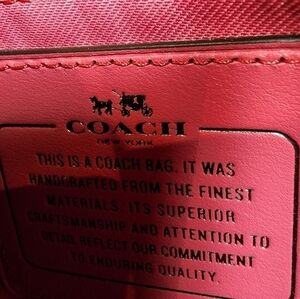 COACH
NEW YORK
THIS IS A COACH BAG. IT WAS
HANDCRAFTED FROM THE FINEST
MATERIALS. ITS SUPERIOR
CRAFTSMANSHIP AND ATTENTION TO
DETAIL REFLECT OUR COMMITMENT
TO ENDURING QUALITY.